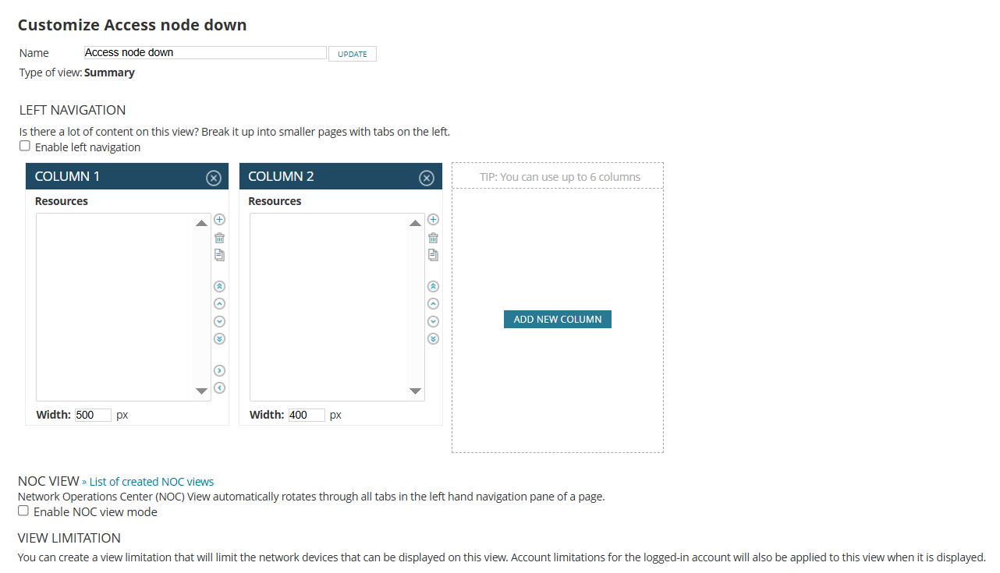 Customize Access node down
Name Access node down UPDATE
Type of view: Summary
LEFT NAVIGATION
Is there a lot of content on this view? Break it up into smaller pages with tabs on the left.
Enable left navigation
COLUMN 1
Resources
Width: 500 px
COLUMN 2
Resources
Width: 400 px
TIP: You can use up to 6 columns
ADD NEW COLUMN
NOC VIEW » List of created NOC views
Network Operations Center (NOC) View automatically rotates through all tabs in the left hand navigation pane of a page.
Enable NOC view mode
VIEW LIMITATION
You can create a view limitation that will limit the network devices that can be displayed on this view. Account limitations for the logged-in account will also be applied to this view when it is displayed.